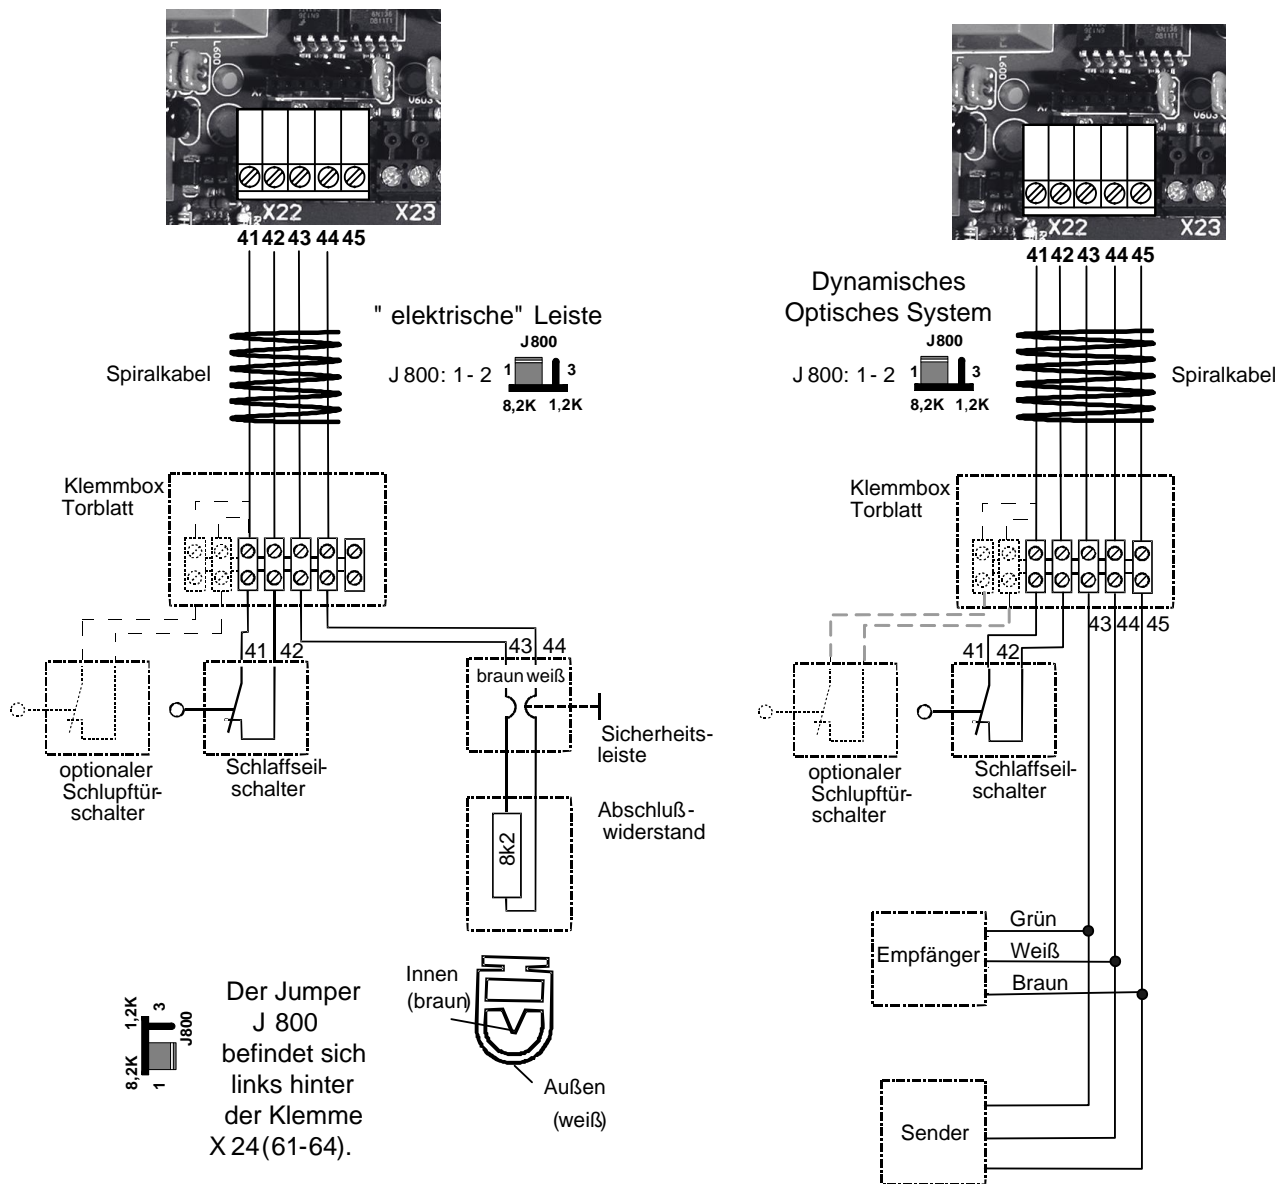 L600
V603
X22
X23
41 42 43 44 45
" elektrische" Leiste
J800
J 800: 1 - 2
1
3
8,2K 1,2K
Spiralkabel
Klemmbox
Torblatt
41 42
43 44
braun weiß
Sicherheits-
leiste
optionaler
Schlupftür-
schalter
Schlaffseil-
schalter
Abschluß-
widerstand
8k2
Innen
(braun)
Außen
(weiß)
8,2K 1,2K
1
3
J800
Der Jumper
J 800
befindet sich
links hinter
der Klemme
X 24(61-64).
L600
V603
X22
X23
41 42 43 44 45
Dynamisches
Optisches System
J800
J 800: 1 - 2
1
3
8,2K 1,2K
Spiralkabel
Klemmbox
Torblatt
43 44 45
41 42
optionaler
Schlupftür-
schalter
Schlaffseil-
schalter
Empfänger
Grün
Weiß
Braun
Sender